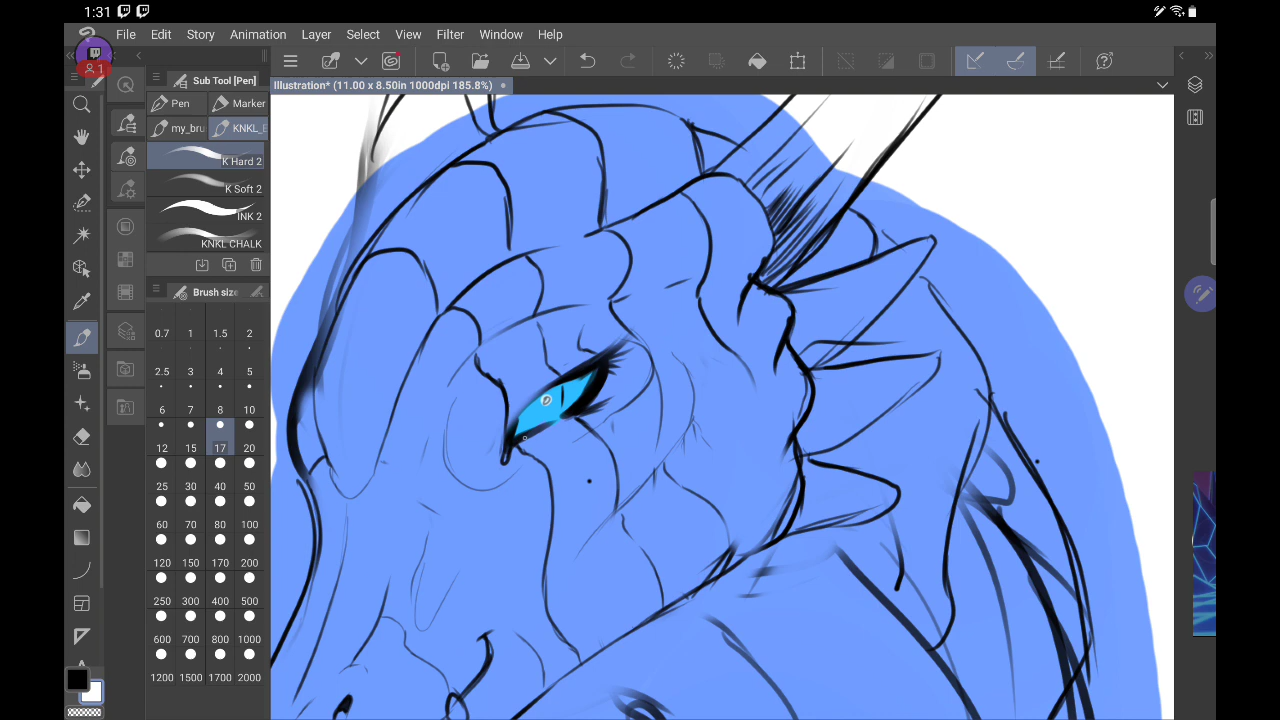 1:31
File Edit Story Animation Layer Select View Filter Window Help
1
Sub Tool [Pen]
Illustration* (11.00 x 8.50in 1000dpi 185.8%)
Pen Marker
my_bru KNKL_E
K Hard 2
K Soft 2
INK 2
KNKL CHALK
Brush size
0.7 1 1.5 2
2.5 3 4 5
6 7 8 10
12 15 17 20
25 30 40 50
60 70 80 100
120 150 170 200
250 300 400 500
600 700 800 1000
1200 1500 1700 2000